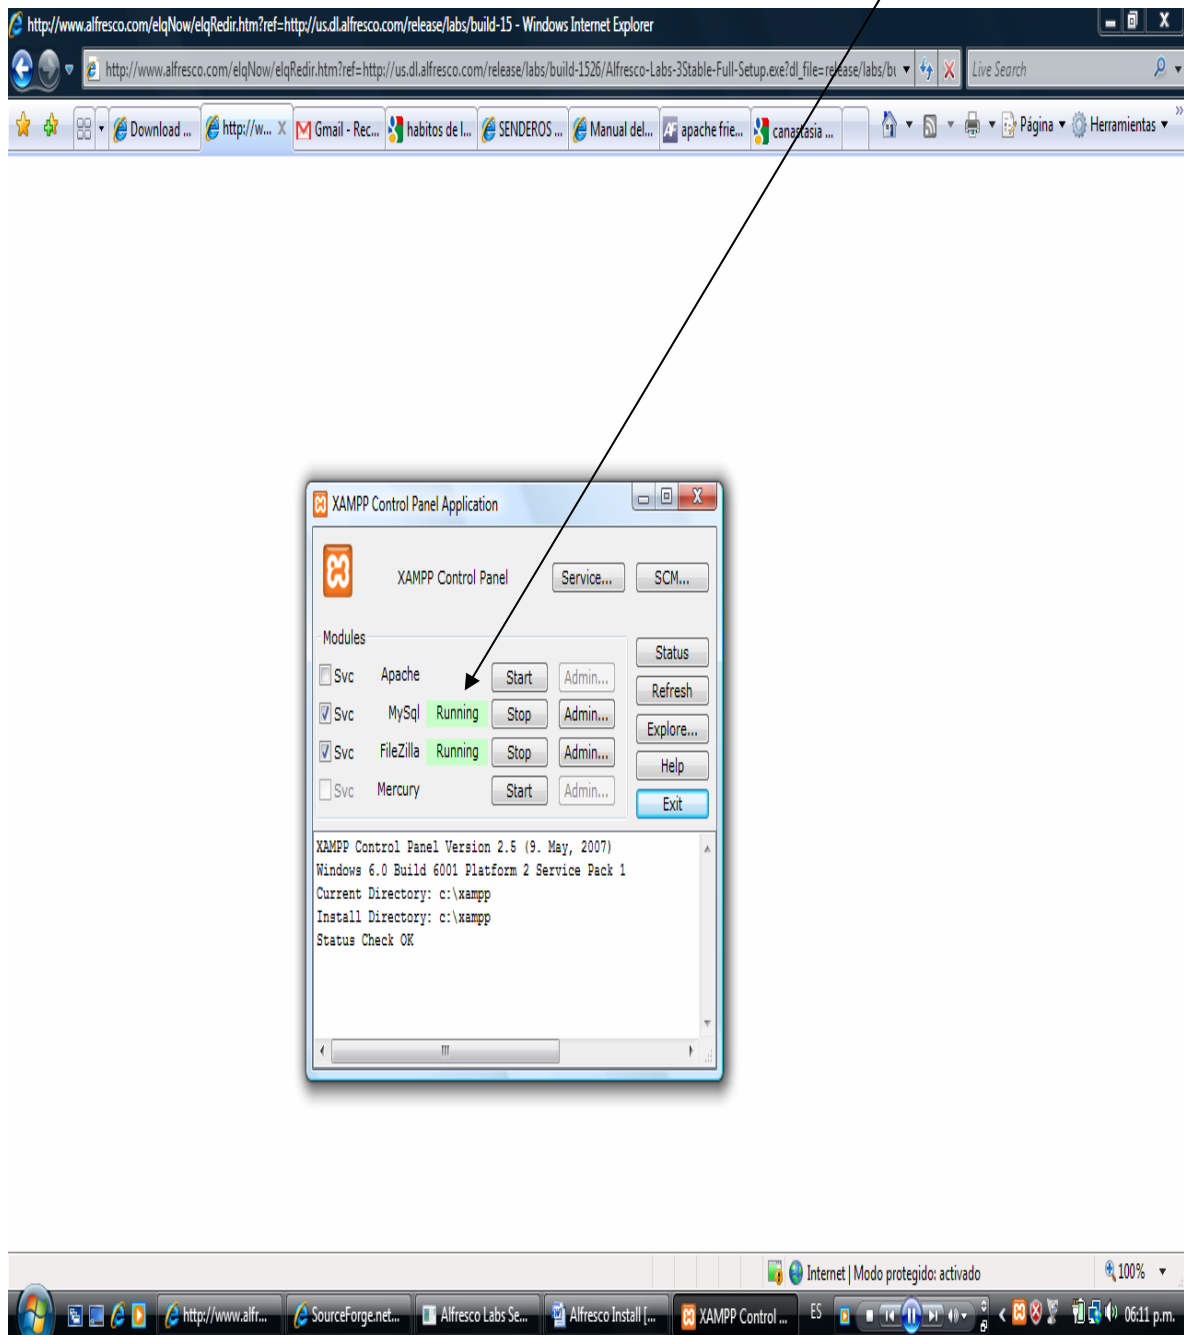 http://www.alfresco.com/elqNow/elqRedir.htm?ref=http://us.dl.alfresco.com/release/labs/build-15 - Windows Internet Explorer
http://www.alfresco.com/elqNow/elqRedir.htm?ref=http://us.dl.alfresco.com/release/labs/build-1526/Alfresco-Labs-3Stable-Full-Setup.exe?dl_file=release/labs/bu
Live Search
Download ... http://w... X Gmail - Rec... habitos de l... SENDEROS ... Manual del... apache frie... canastasia ... Página Herramientas »
XAMPP Control Panel Application
XAMPP Control Panel Service... SCM...
Modules
Status
Svc Apache Start Admin...
Refresh
Svc MySql Running Stop Admin...
Explore...
Svc FileZilla Running Stop Admin...
Help
Svc Mercury Start Admin...
Exit
XAMPP Control Panel Version 2.5 (9. May, 2007)
Windows 6.0 Build 6001 Platform 2 Service Pack 1
Current Directory: c:\xampp
Install Directory: c:\xampp
Status Check OK
Internet | Modo protegido: activado 100%
http://www.alfr... SourceForge.net... Alfresco Labs Se... Alfresco Install [... XAMPP Control ... ES 06:11 p.m.